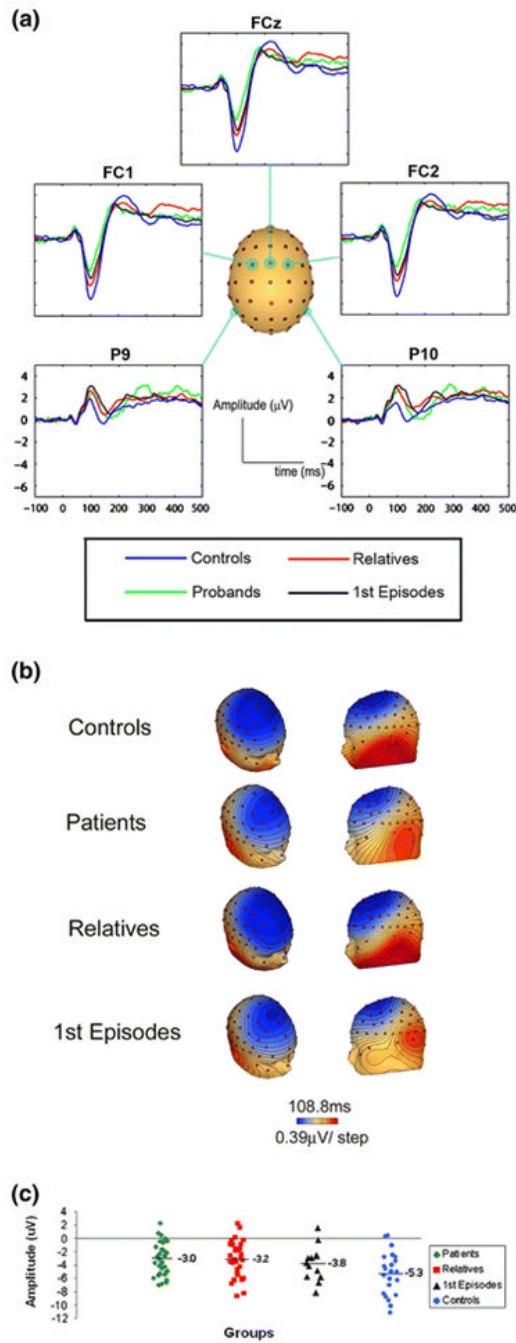 (a)
FCz
FC1
FC2
P9
P10
4
2
0
-2
-4
-6
-100 0 100 200 300 400 500
Amplitude (μV)
time (ms)
4
2
0
-2
-4
-6
-100 0 100 200 300 400 500
Controls
Relatives
Probands
1st Episodes
(b)
Controls
Patients
Relatives
1st Episodes
108.8ms
0.39μV/ step
(c)
Amplitude (uV)
4
2
0
-2
-4
-6
-8
-10
-12
-3.0
-3.2
-3.8
-5.3
Patients
Relatives
1st Episodes
Controls
Groups